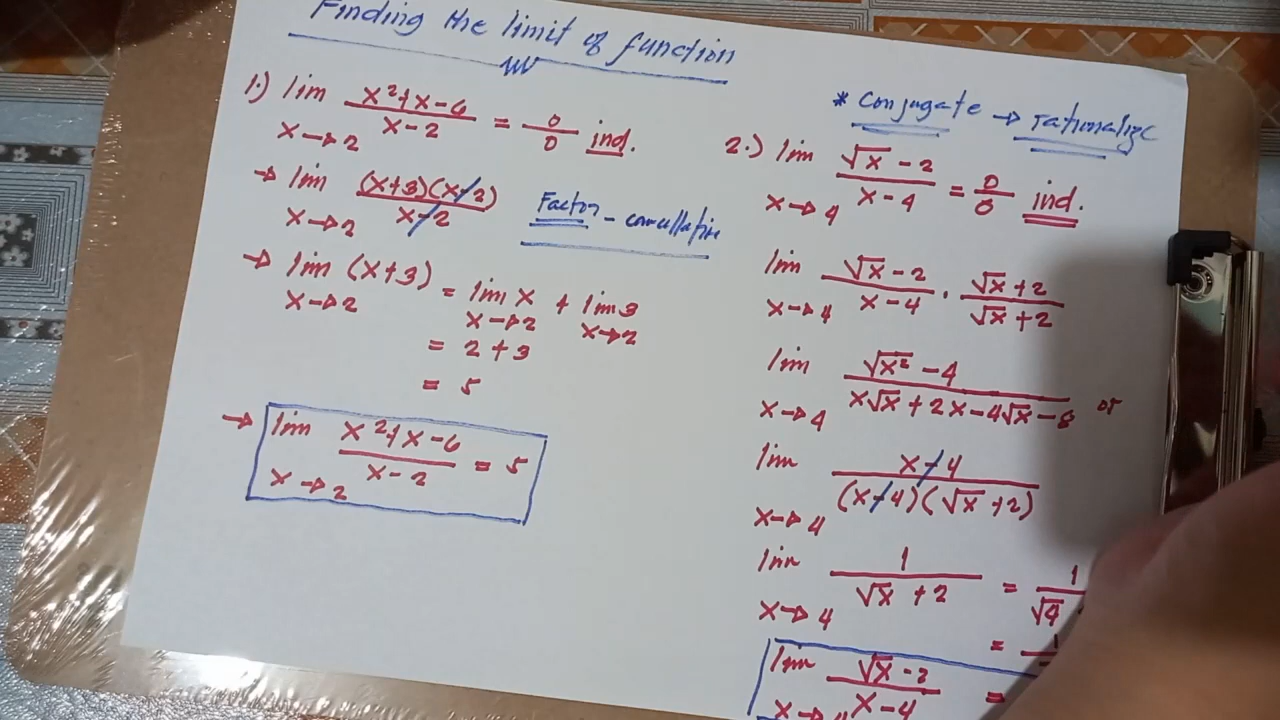 Finding the limit of function
1.) lim x→2 (x²+x-6)/(x-2) = 0/0 ind.
→ lim x→2 ((x+3)(x-2))/(x-2)
Factor - cancellation
→ lim x→2 (x+3) = lim x→2 x + lim x→2 3
= 2 + 3
= 5
→ lim x→2 (x²+x-6)/(x-2) = 5
* conjugate → rationalize
2.) lim x→4 (√x - 2)/(x-4) = 0/0 ind.
lim x→4 (√x - 2)/(x-4) · (√x+2)/(√x+2)
lim x→4 (√x² - 4)/(x√x + 2x - 4√x - 8) or
lim x→4 (x-4)/((x-4)(√x+2))
lim x→4 1/(√x+2) = 1/√4
= 1
lim x→4 (√x - 2)/(x-4) =